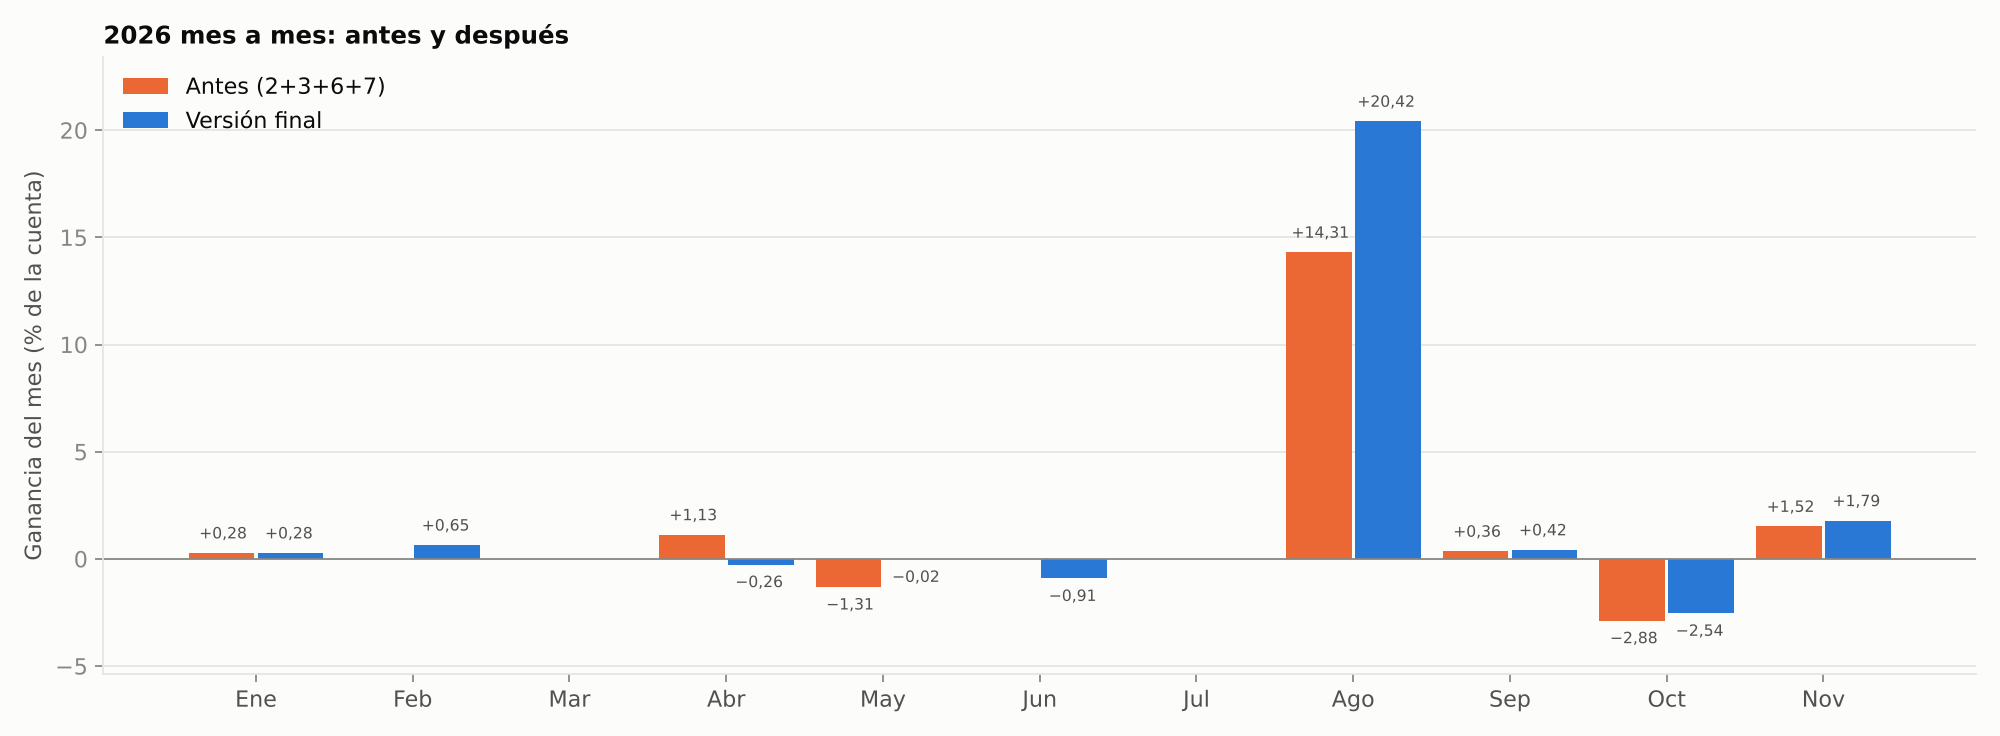 2026 mes a mes: antes y después
Antes (2+3+6+7)
Versión final
Ganancia del mes (% de la cuenta)
20
15
10
5
0
−5
+0,28
+0,28
+0,65
+1,13
−0,26
−1,31
−0,02
−0,91
+14,31
+20,42
+0,36
+0,42
−2,88
−2,54
+1,52
+1,79
Ene
Feb
Mar
Abr
May
Jun
Jul
Ago
Sep
Oct
Nov